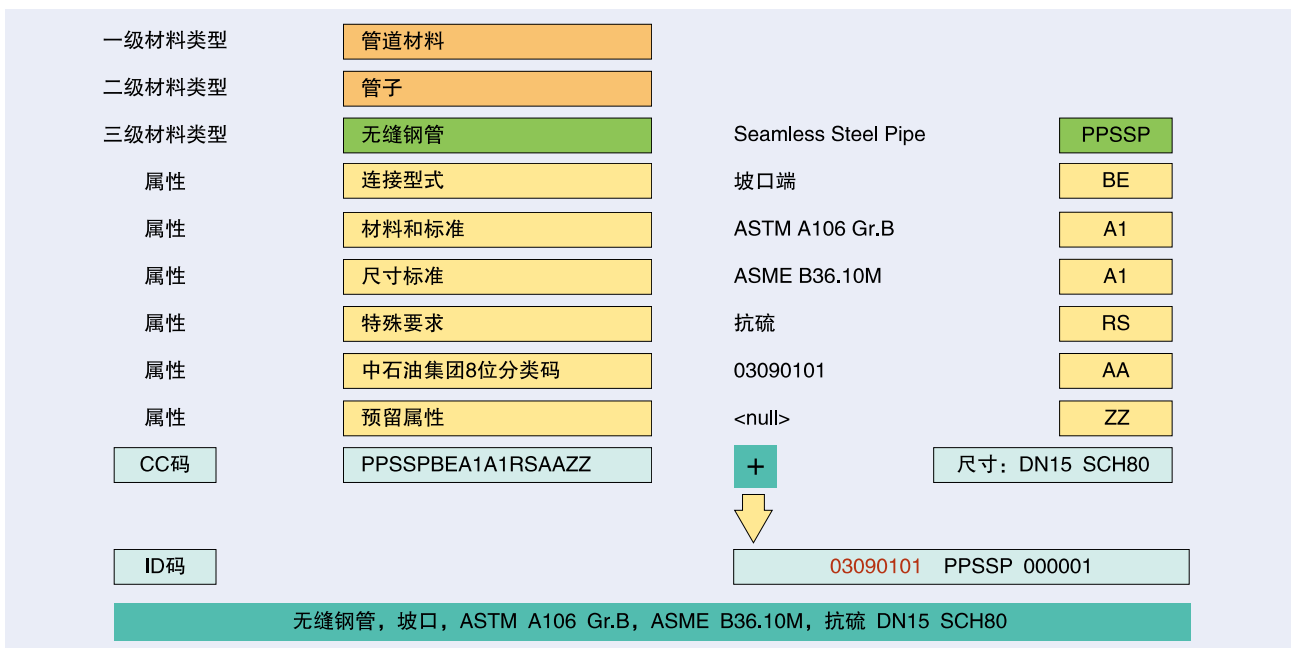 一级材料类型 管道材料
二级材料类型 管子
三级材料类型 无缝钢管 Seamless Steel Pipe PPSSP
属性 连接型式 坡口端 BE
属性 材料和标准 ASTM A106 Gr.B A1
属性 尺寸标准 ASME B36.10M A1
属性 特殊要求 抗硫 RS
属性 中石油集团8位分类码 03090101 AA
属性 预留属性 <null> ZZ
CC码 PPSSPBEA1A1RSAAZZ + 尺寸：DN15 SCH80
ID码 03090101 PPSSP 000001
无缝钢管，坡口，ASTM A106 Gr.B，ASME B36.10M，抗硫 DN15 SCH80